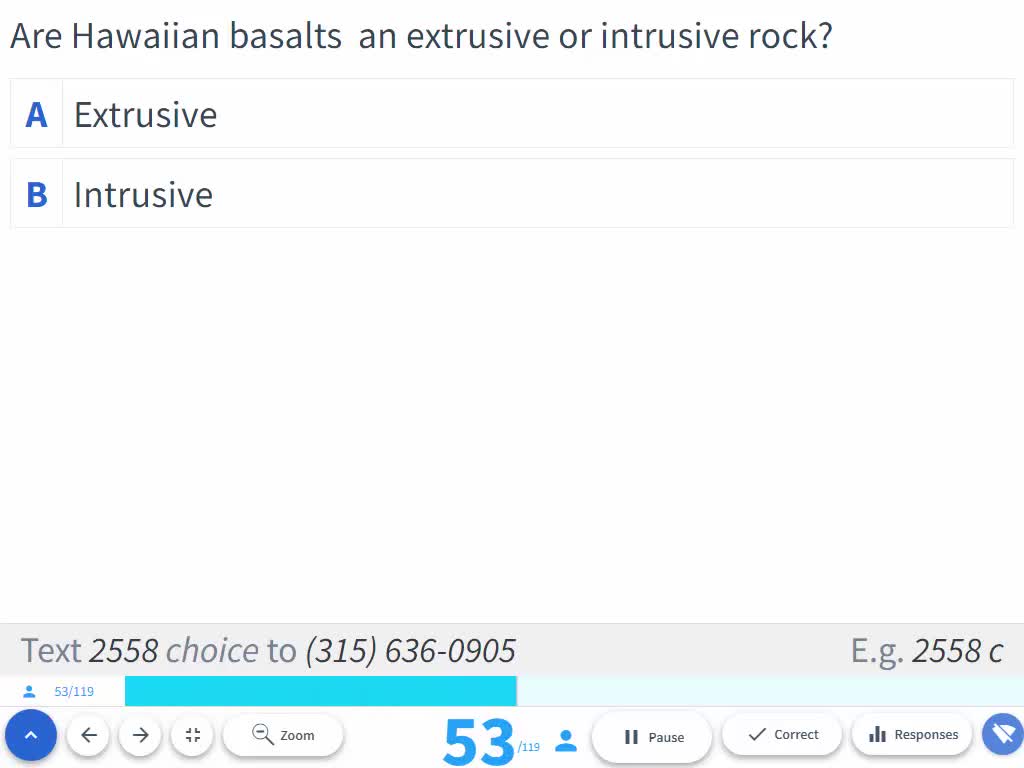 Are Hawaiian basalts  an extrusive or intrusive rock?
A Extrusive
B Intrusive
Text 2558 choice to (315) 636-0905 E.g. 2558 c
53/119
Zoom 53 /119 Pause Correct Responses